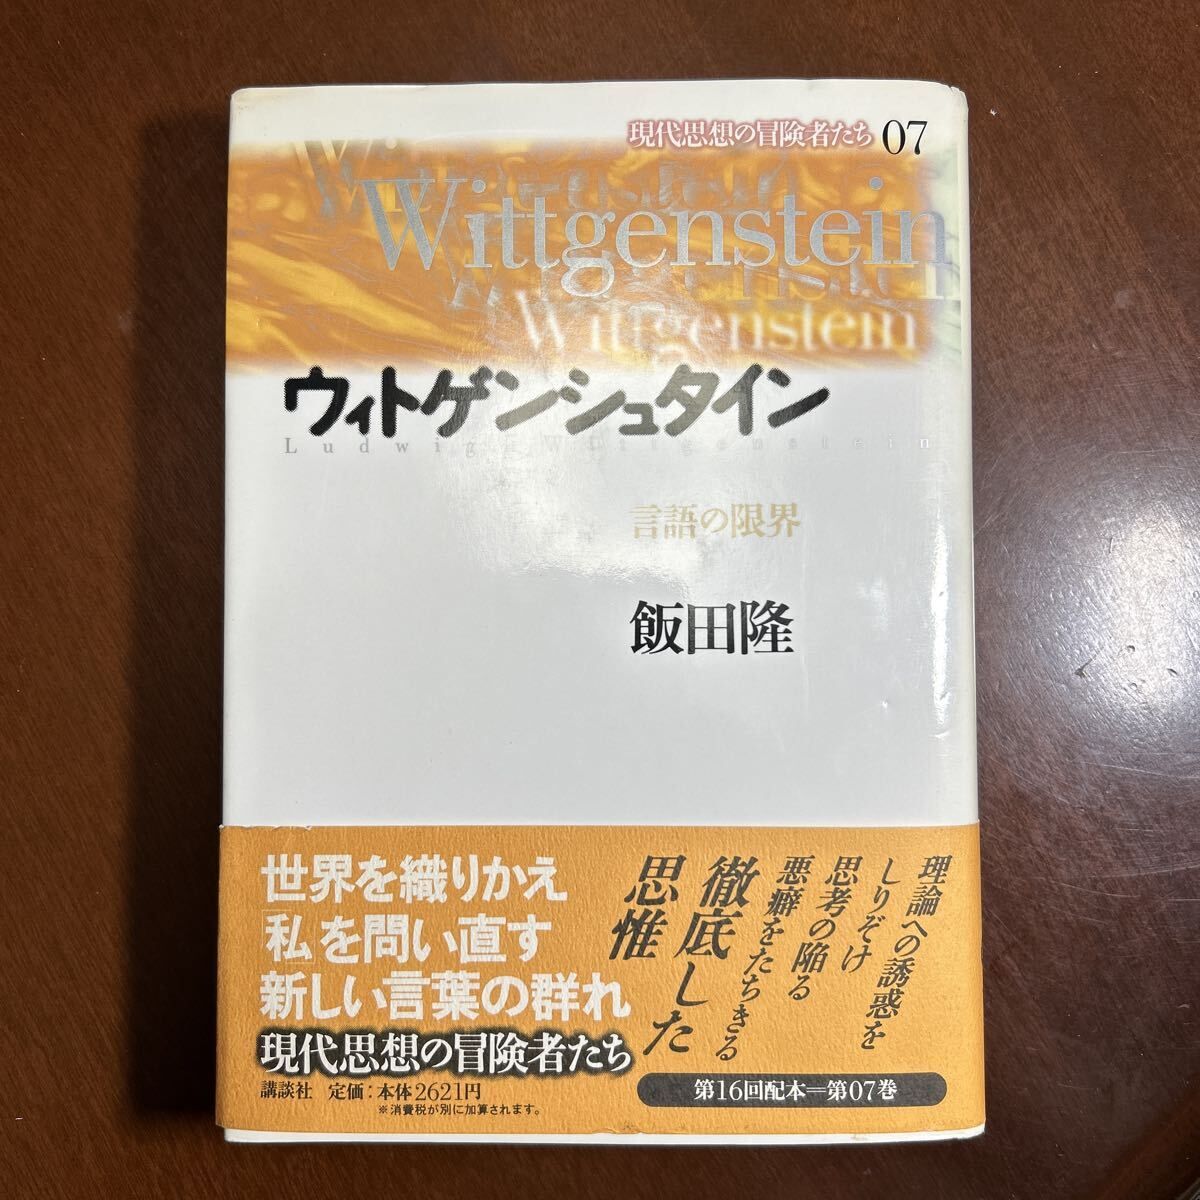 現代思想の冒険者たち 07
Wittgenstein
Wittgenstein
ウィトゲンシュタイン
Ludwig Wittgenstein
言語の限界
飯田隆
世界を織りかえ
「私」を問い直す
新しい言葉の群れ
現代思想の冒険者たち
講談社 定価：本体2621円
※消費税が別に加算されます。
理論への誘惑を
しりぞけ
思考の陥る
悪癖をたちきる
徹底した
思惟
第16回配本＝第07巻